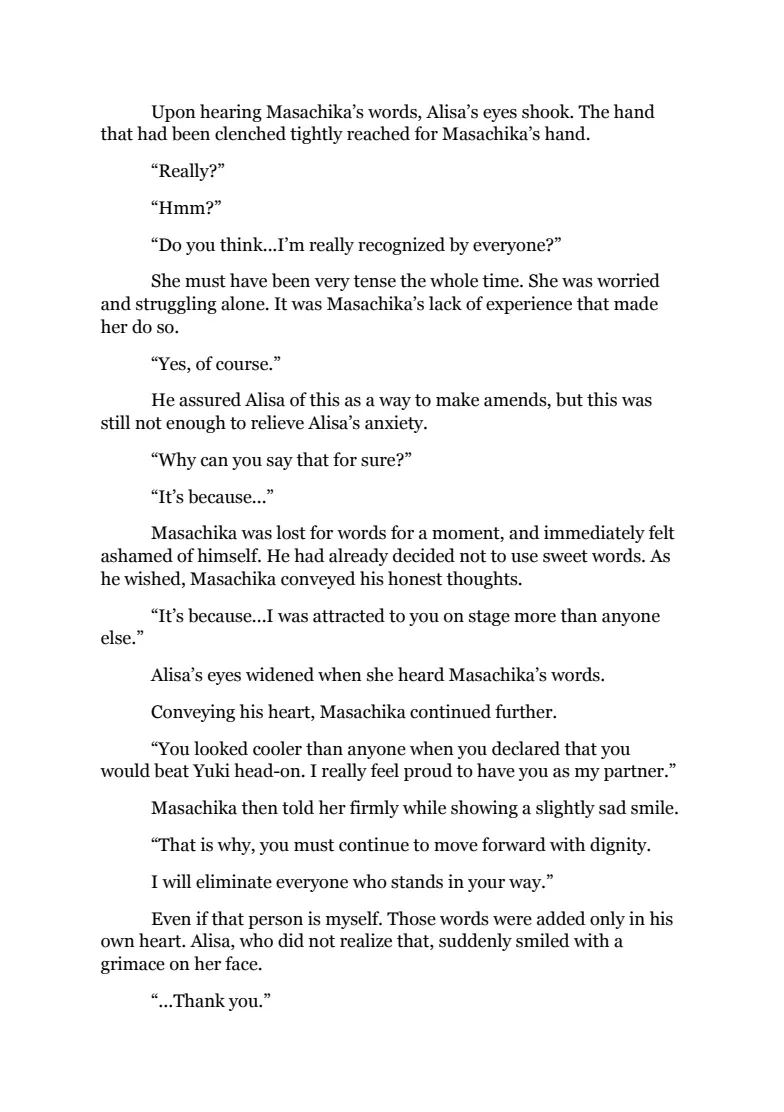 Upon hearing Masachika’s words, Alisa’s eyes shook. The hand
that had been clenched tightly reached for Masachika’s hand.
“Really?”
“Hmm?”
“Do you think…I’m really recognized by everyone?”
She must have been very tense the whole time. She was worried
and struggling alone. It was Masachika’s lack of experience that made
her do so.
“Yes, of course.”
He assured Alisa of this as a way to make amends, but this was
still not enough to relieve Alisa’s anxiety.
“Why can you say that for sure?”
“It’s because…”
Masachika was lost for words for a moment, and immediately felt
ashamed of himself. He had already decided not to use sweet words. As
he wished, Masachika conveyed his honest thoughts.
“It’s because…I was attracted to you on stage more than anyone
else.”
Alisa’s eyes widened when she heard Masachika’s words.
Conveying his heart, Masachika continued further.
“You looked cooler than anyone when you declared that you
would beat Yuki head-on. I really feel proud to have you as my partner.”
Masachika then told her firmly while showing a slightly sad smile.
“That is why, you must continue to move forward with dignity.
I will eliminate everyone who stands in your way.”
Even if that person is myself. Those words were added only in his
own heart. Alisa, who did not realize that, suddenly smiled with a
grimace on her face.
“…Thank you.”